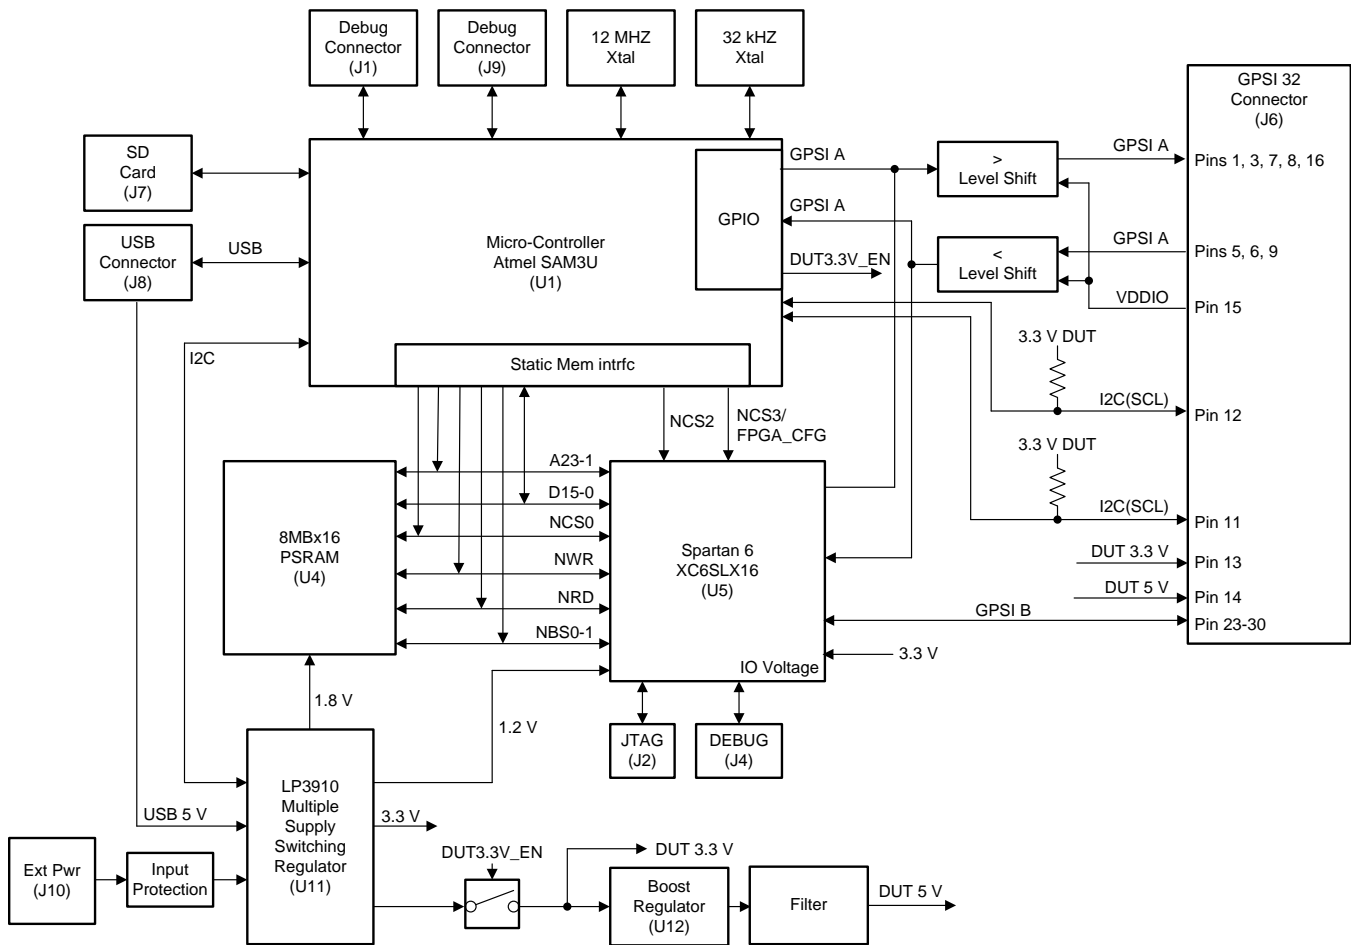 Debug
Connector
(J1)
Debug
Connector
(J9)
12 MHZ
Xtal
32 kHZ
Xtal
GPSI 32
Connector
(J6)
SD
Card
(J7)
USB
Connector
(J8)
USB
Micro-Controller
Atmel SAM3U
(U1)
GPIO
GPSI A
GPSI A
DUT3.3V_EN
>
Level Shift
<
Level Shift
GPSI A
Pins 1, 3, 7, 8, 16
GPSI A
Pins 5, 6, 9
VDDIO
Pin 15
I2C
Static Mem intrfc
3.3 V DUT
I2C(SCL)
Pin 12
NCS2
NCS3/
FPGA_CFG
3.3 V DUT
I2C(SCL)
Pin 11
8MBx16
PSRAM
(U4)
A23-1
D15-0
NCS0
NWR
NRD
NBS0-1
Spartan 6
XC6SLX16
(U5)
IO Voltage
DUT 3.3 V
Pin 13
DUT 5 V
Pin 14
GPSI B
Pin 23-30
3.3 V
1.8 V
1.2 V
JTAG
(J2)
DEBUG
(J4)
LP3910
Multiple
Supply
Switching
Regulator
(U11)
USB 5 V
3.3 V
Ext Pwr
(J10)
Input
Protection
DUT3.3V_EN
DUT 3.3 V
Boost
Regulator
(U12)
Filter
DUT 5 V